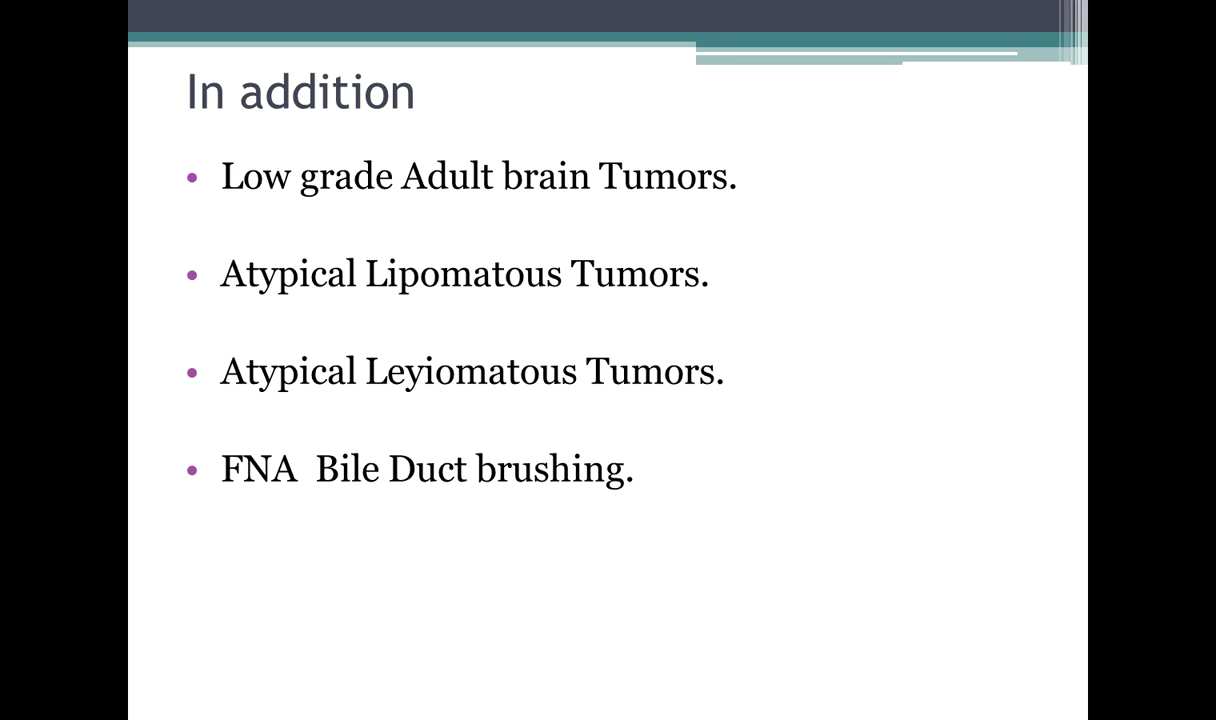 In addition
• Low grade Adult brain Tumors.
• Atypical Lipomatous Tumors.
• Atypical Leyiomatous Tumors.
• FNA  Bile Duct brushing.